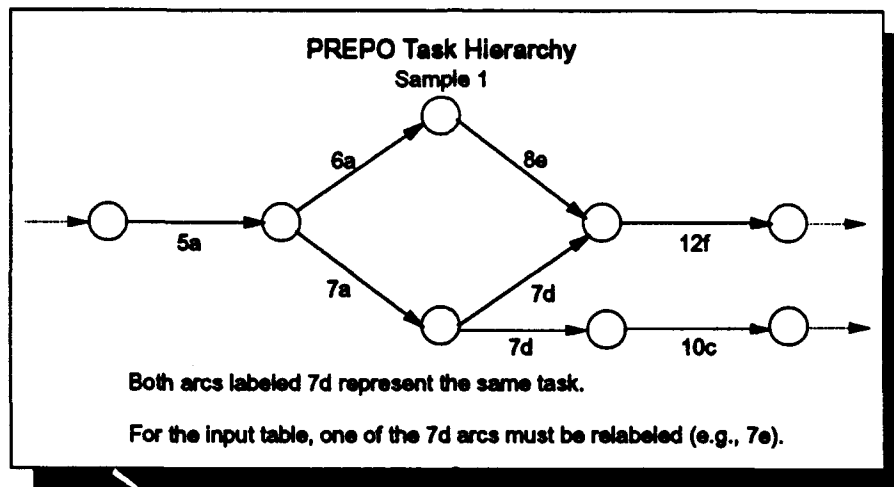 PREPO Task Hierarchy
Sample 1
6a
8e
5a
12f
7a
7d
7d
10c
Both arcs labeled 7d represent the same task.
For the input table, one of the 7d arcs must be relabeled (e.g., 7e).